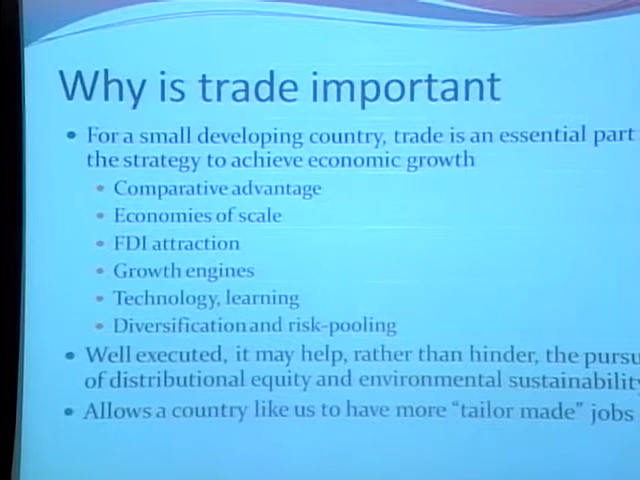 Why is trade important
• For a small developing country, trade is an essential part
the strategy to achieve economic growth
• Comparative advantage
• Economies of scale
• FDI attraction
• Growth engines
• Technology, learning
• Diversification and risk-pooling
• Well executed, it may help, rather than hinder, the pursu
of distributional equity and environmental sustainability
• Allows a country like us to have more “tailor made” jobs